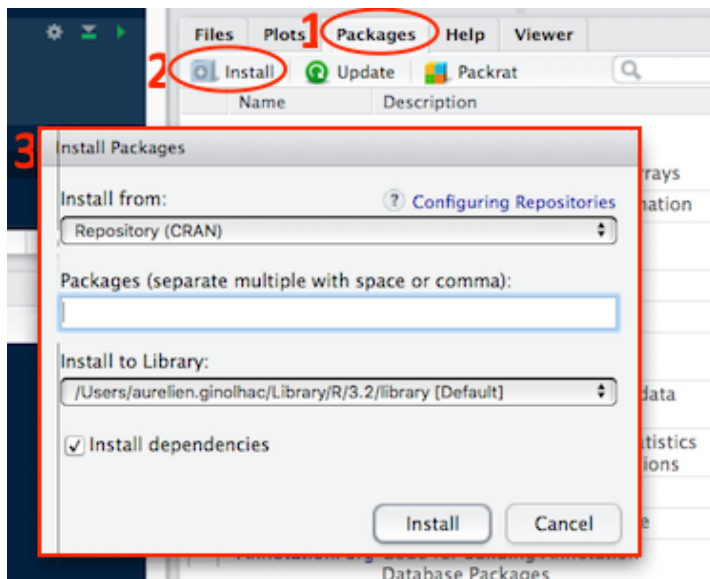 1
Files Plots Packages Help Viewer
2
Install Update Packrat
Name Description
3
Install Packages
rays
Install from: ? Configuring Repositories
nation
Repository (CRAN)
Packages (separate multiple with space or comma):
Install to Library:
/Users/aurelien.ginolhac/Library/R/3.2/library [Default]
data
Install dependencies
tistics
ions
Install Cancel
e
Database Packages